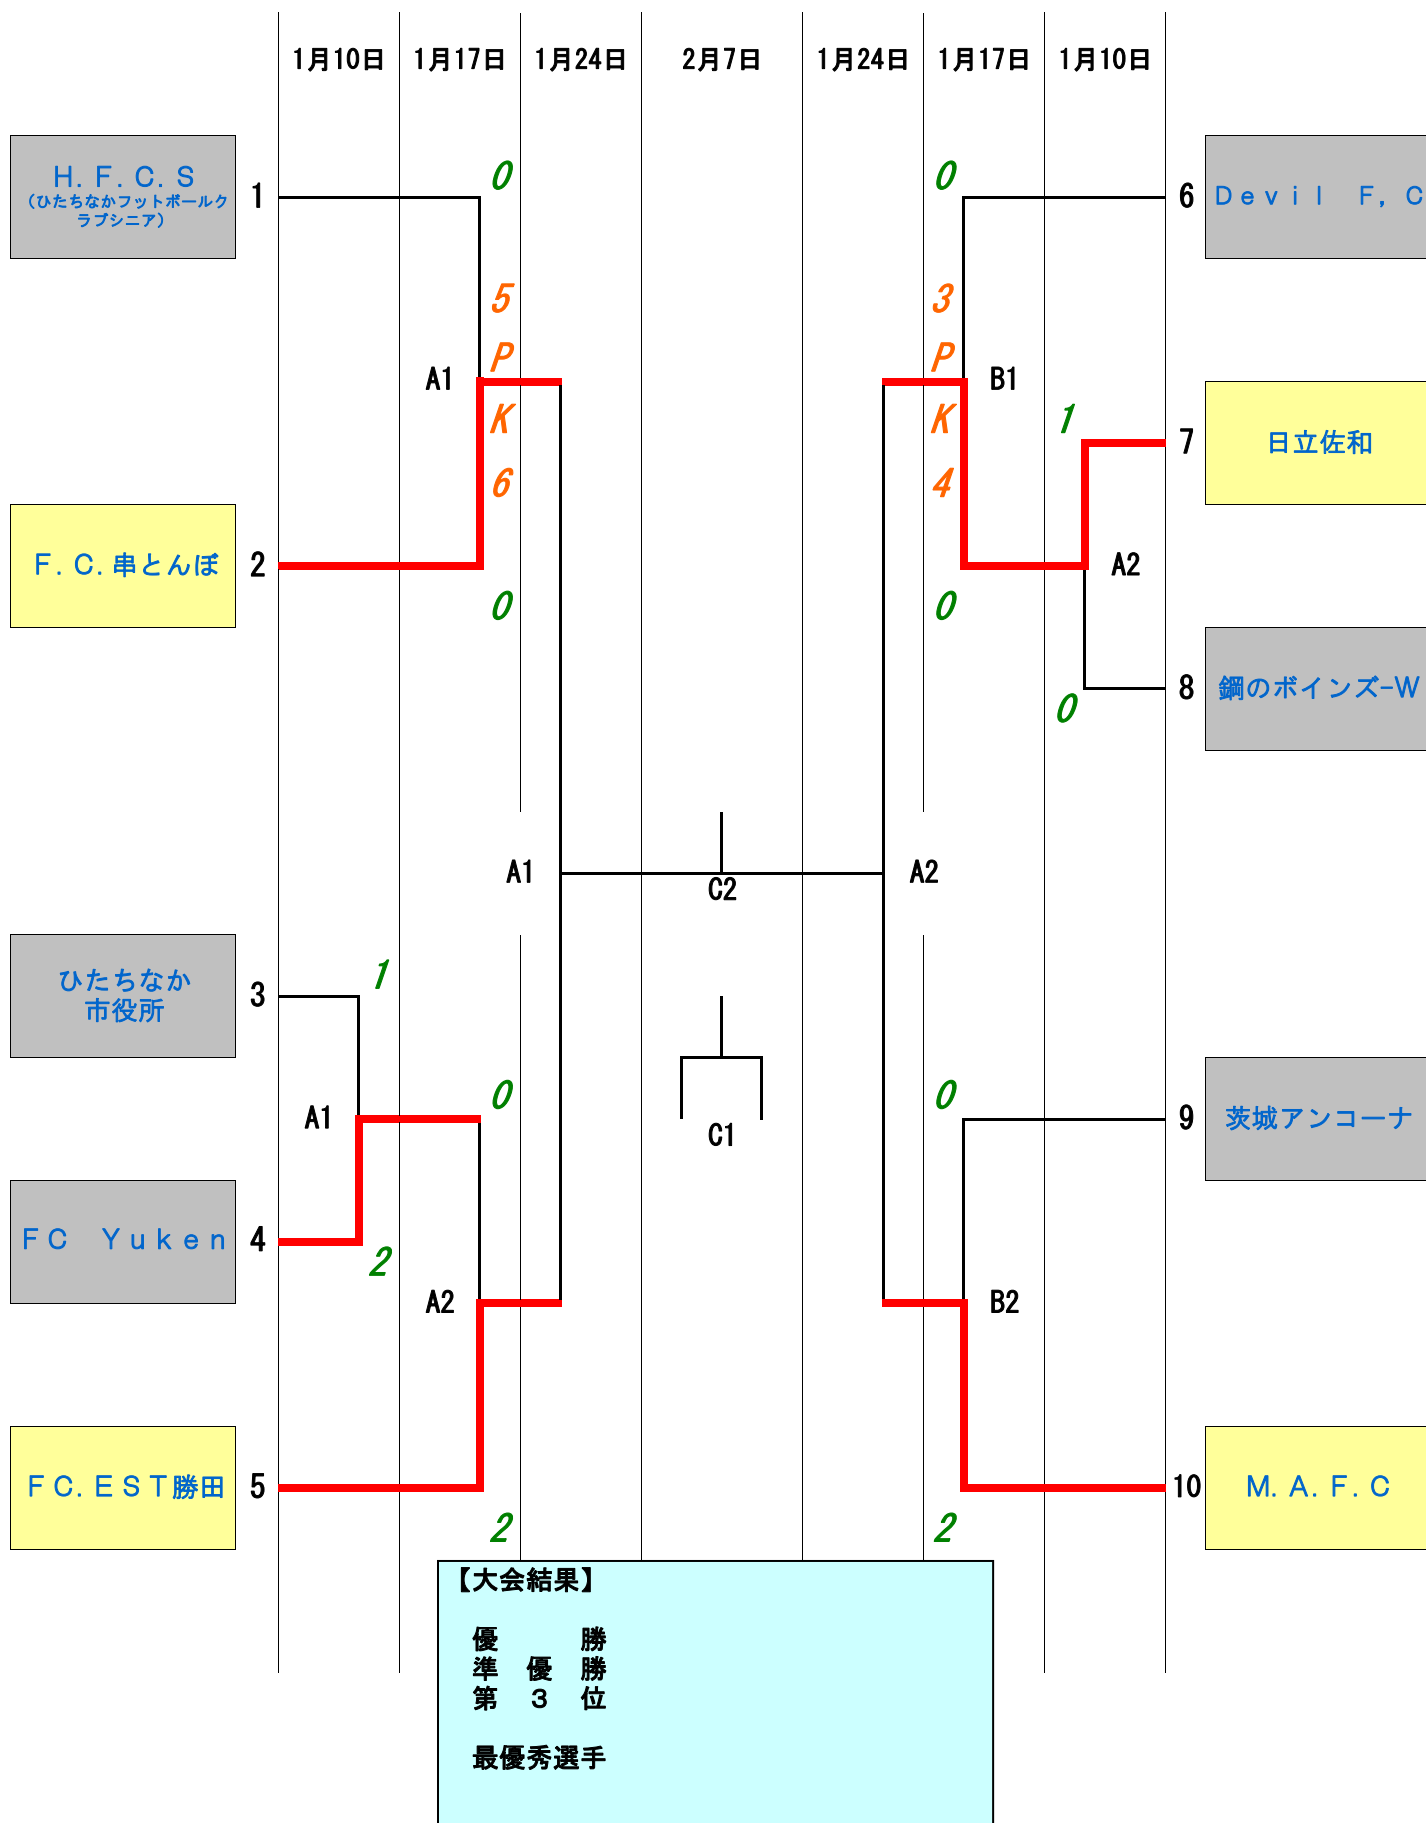 1月10日 1月17日 1月24日 2月7日 1月24日 1月17日 1月10日
H．F．C．S
（ひたちなかフットボールク
ラブシニア）
1
0
0
6
Ｄｅｖｉｌ　Ｆ，Ｃ
5
P
K
6
3
P
K
4
A1
B1
1
7
日立佐和
F．C．串とんぼ
2
0
0
A2
0
8
鋼のボインズ-W
A1
C2
A2
ひたちなか
市役所
3
1
A1
0
C1
0
9
茨城アンコーナ
ＦＣ　Ｙｕｋｅｎ
4
2
A2
B2
ＦＣ．ＥＳＴ勝田
5
2
2
10
Ｍ．Ａ．Ｆ．Ｃ
【大会結果】
優　　　勝
準　優　勝
第　３　位
最優秀選手